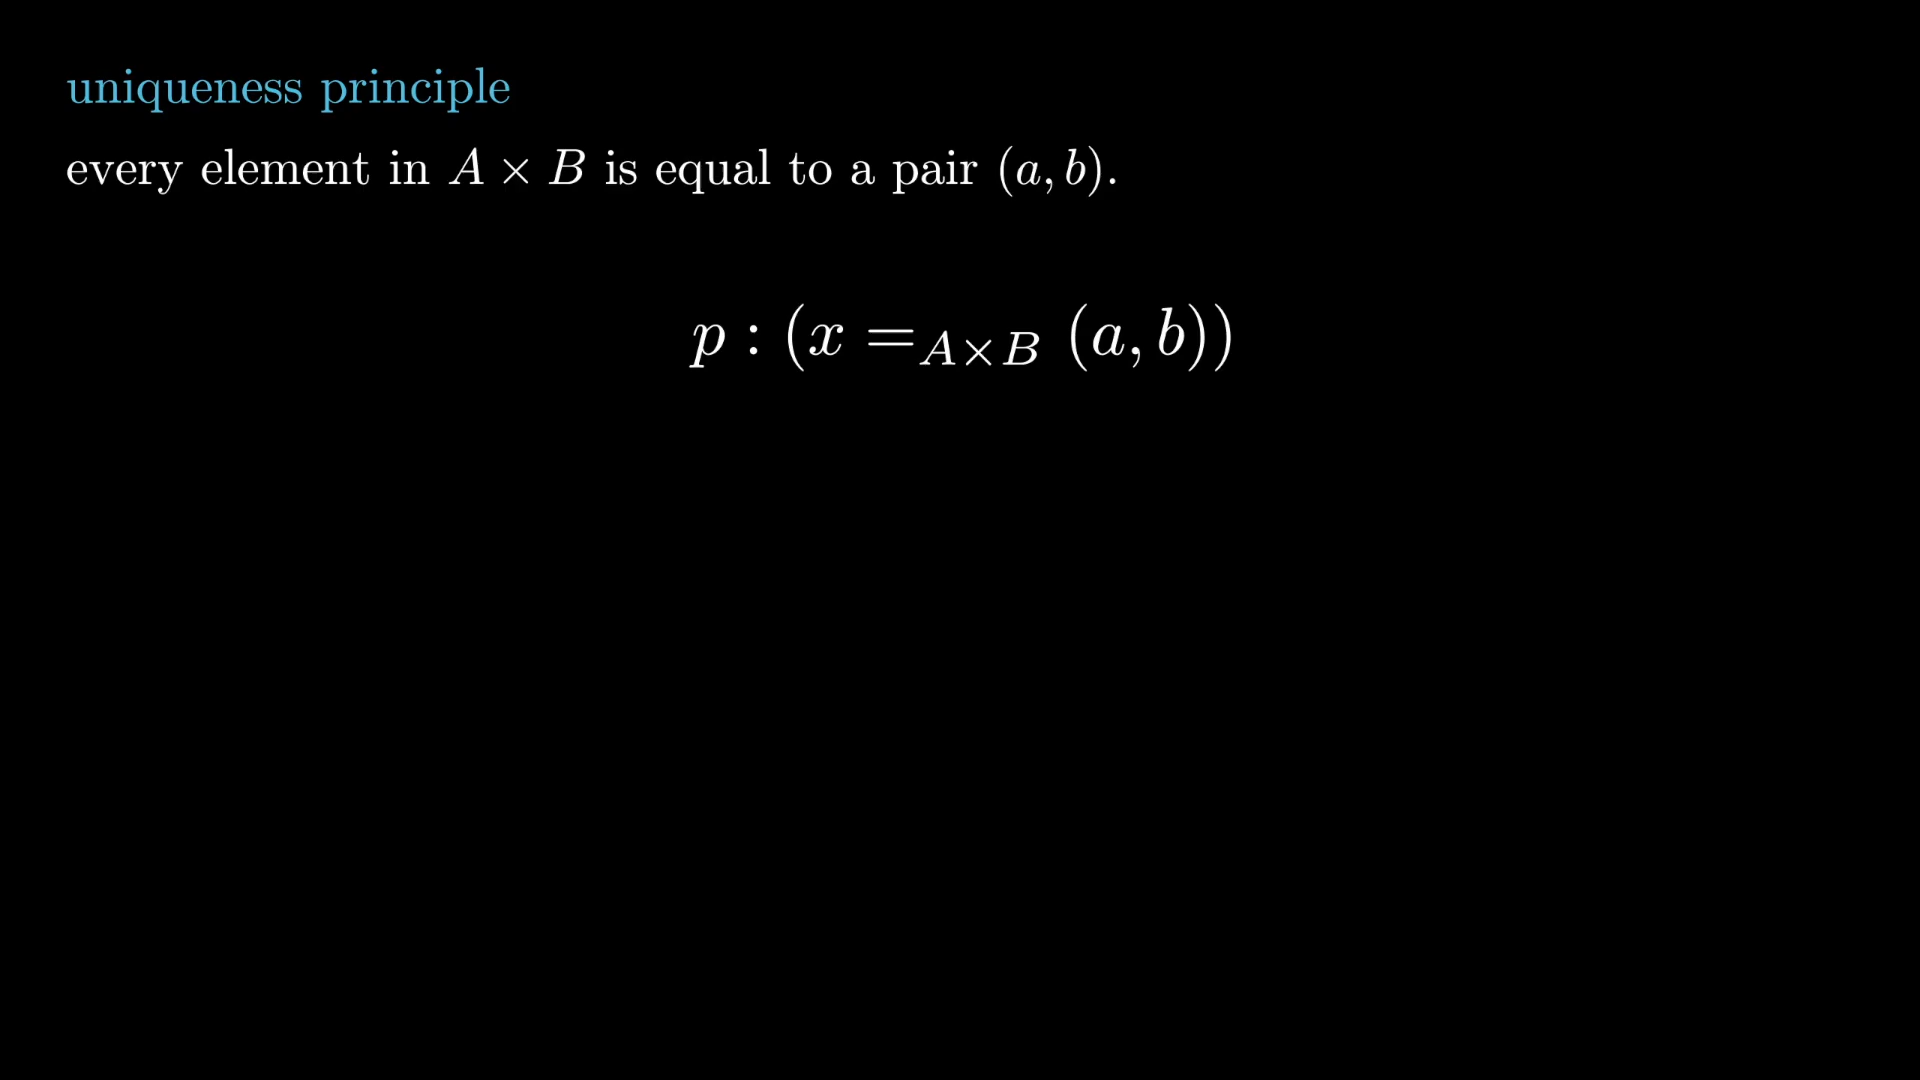 uniqueness principle
every element in A × B is equal to a pair (a, b).
p : (x =_{A×B} (a, b))